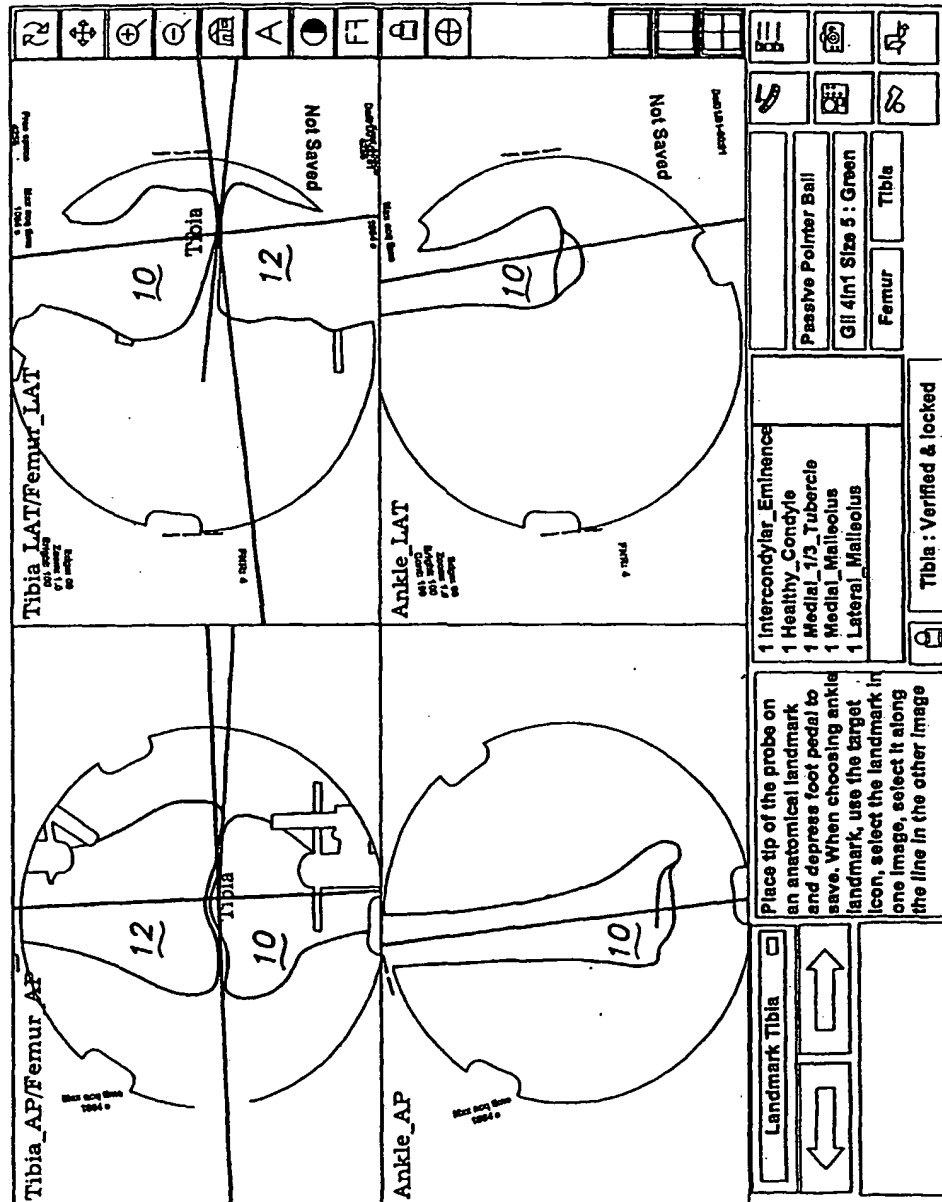 Tibia_AP/Femur_AP
12
Tibia
10
Tibia_LAT/Femur_LAT
10
Tibia
12
Not Saved
Ankle_AP
10
Ankle_LAT
10
Not Saved
A
Landmark Tibia
Place tip of the probe on
an anatomical landmark
and depress foot pedal to
save. When choosing ankle
landmark, use the target
icon, select the landmark in
one image, select it along
the line in the other image
1 Intercondylar_Eminence
1 Healthy_Condyle
1 Medial_1/3_Tubercle
1 Medial_Malleolus
1 Lateral_Malleolus
Tibia : Verified & locked
Passive Pointer Ball
GII 4in1 Size 5 : Green
Femur
Tibia